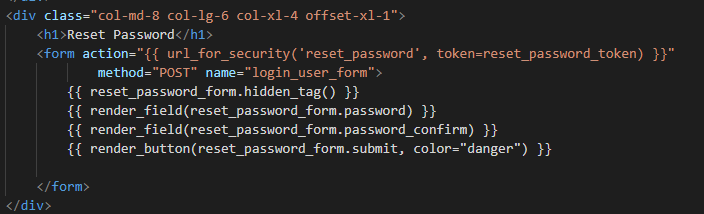 <div class="col-md-8 col-lg-6 col-xl-4 offset-xl-1">
<h1>Reset Password</h1>
<form action="{{ url_for_security('reset_password', token=reset_password_token) }}"
method="POST" name="login_user_form">
{{ reset_password_form.hidden_tag() }}
{{ render_field(reset_password_form.password) }}
{{ render_field(reset_password_form.password_confirm) }}
{{ render_button(reset_password_form.submit, color="danger") }}
</form>
</div>